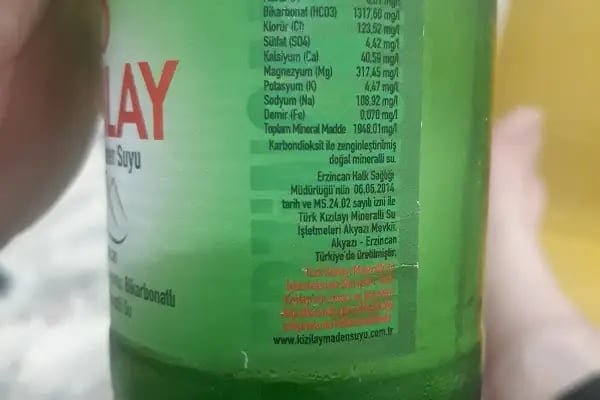 Bikarbonat (HCO3) 1317,60 mg/l
Klorür (Cl) 123,52 mg/l
Sülfat (SO4) 4,42 mg/l
Kalsiyum (Ca) 40,59 mg/l
Magnezyum (Mg) 317,45 mg/l
Potasyum (K) 4,47 mg/l
Sodyum (Na) 108,92 mg/l
Demir (Fe) 0,070 mg/l
Toplam Mineral Madde 1848,01mg/l
Karbondioksit ile zenginleştirilmiş
doğal mineralli su.
Erzincan Halk Sağlığı
Müdürlüğü'nün 06.05.2014
tarih ve MS.24.02 sayılı izni ile
Türk Kızılayı Mineralli Su
İşletmeleri Akyazı Mevkii,
Akyazı - Erzincan
Türkiye'de üretilmiştir.
www.kizilaymadensuyu.com.tr
LAY
Suyu
Bikarbonatlı
Su